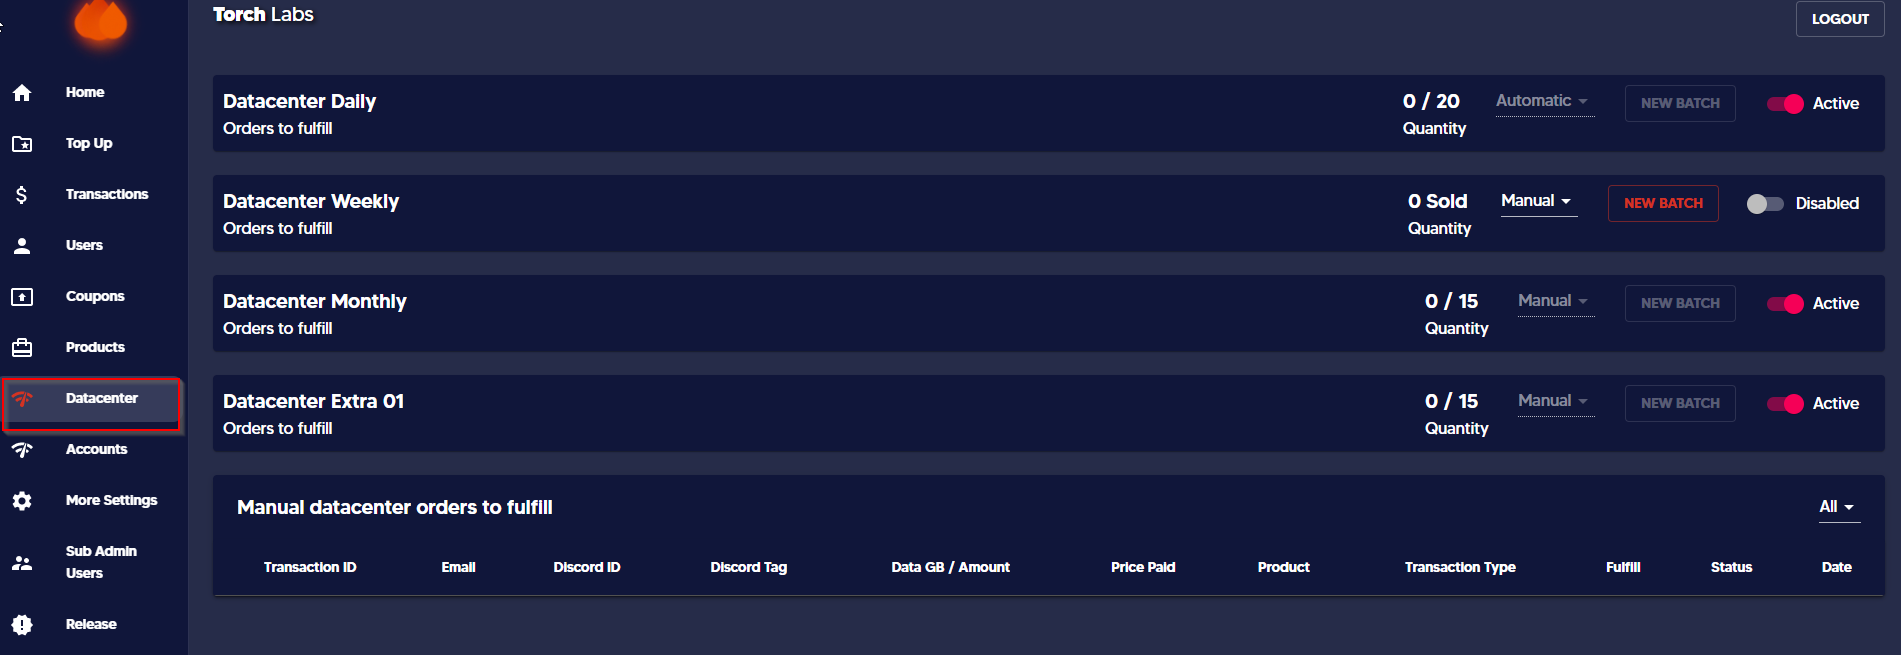 Torch Labs
LOGOUT
Home
Top Up
Transactions
Users
Coupons
Products
Datacenter
Accounts
More Settings
Sub Admin
Users
Release
Datacenter Daily
Orders to fulfill
0 / 20
Quantity
Automatic
NEW BATCH
Active
Datacenter Weekly
Orders to fulfill
0 Sold
Quantity
Manual
NEW BATCH
Disabled
Datacenter Monthly
Orders to fulfill
0 / 15
Quantity
Manual
NEW BATCH
Active
Datacenter Extra 01
Orders to fulfill
0 / 15
Quantity
Manual
NEW BATCH
Active
Manual datacenter orders to fulfill
All
Transaction ID Email Discord ID Discord Tag Data GB / Amount Price Paid Product Transaction Type Fulfill Status Date